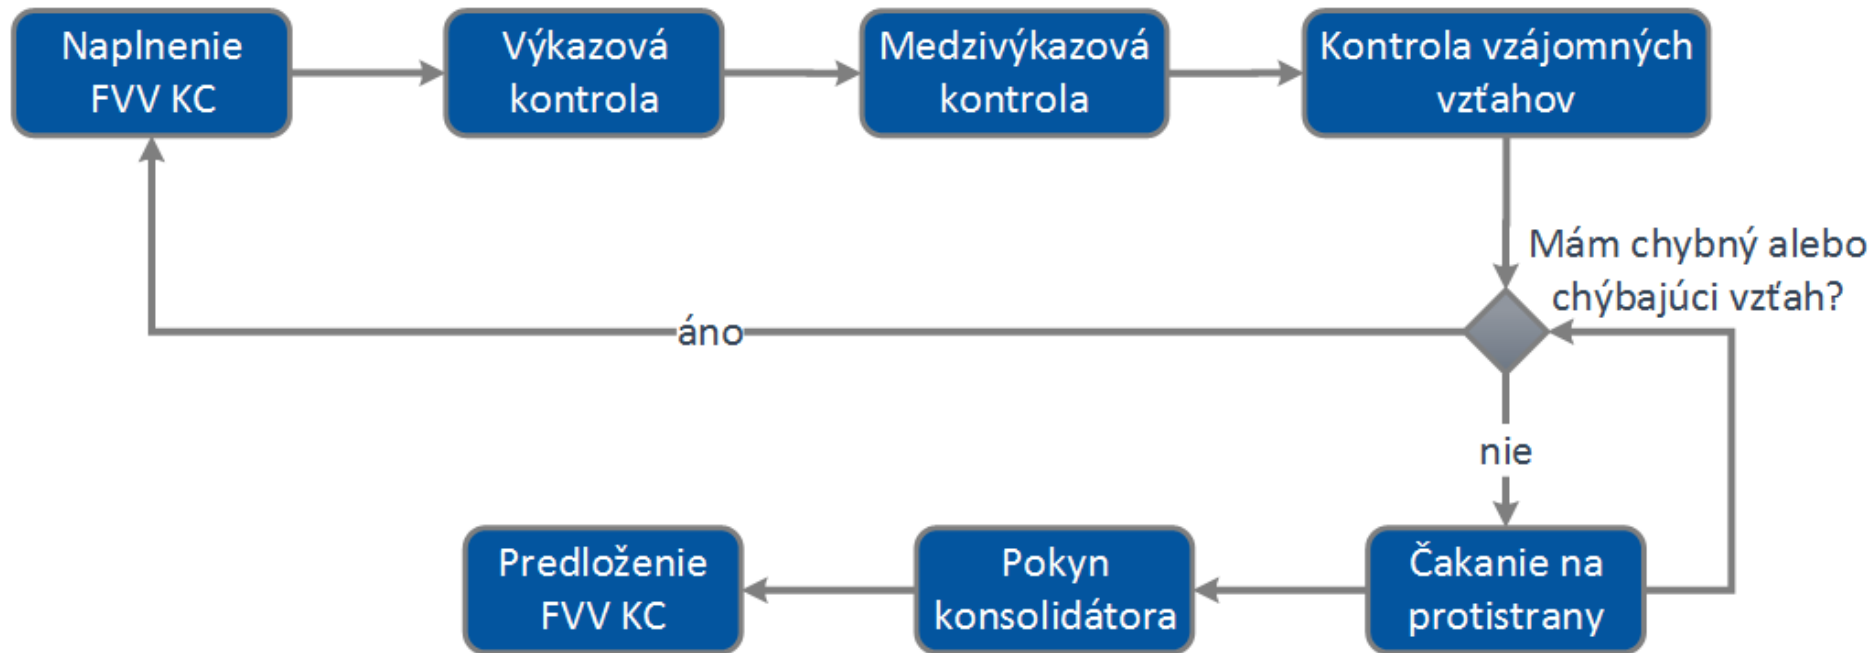 Naplnenie
FVV KC
Výkazová
kontrola
Medzivýkazová
kontrola
Kontrola vzájomných
vzťahov
Mám chybný alebo
chýbajúci vzťah?
áno
nie
Predloženie
FVV KC
Pokyn
konsolidátora
Čakanie na
protistrany